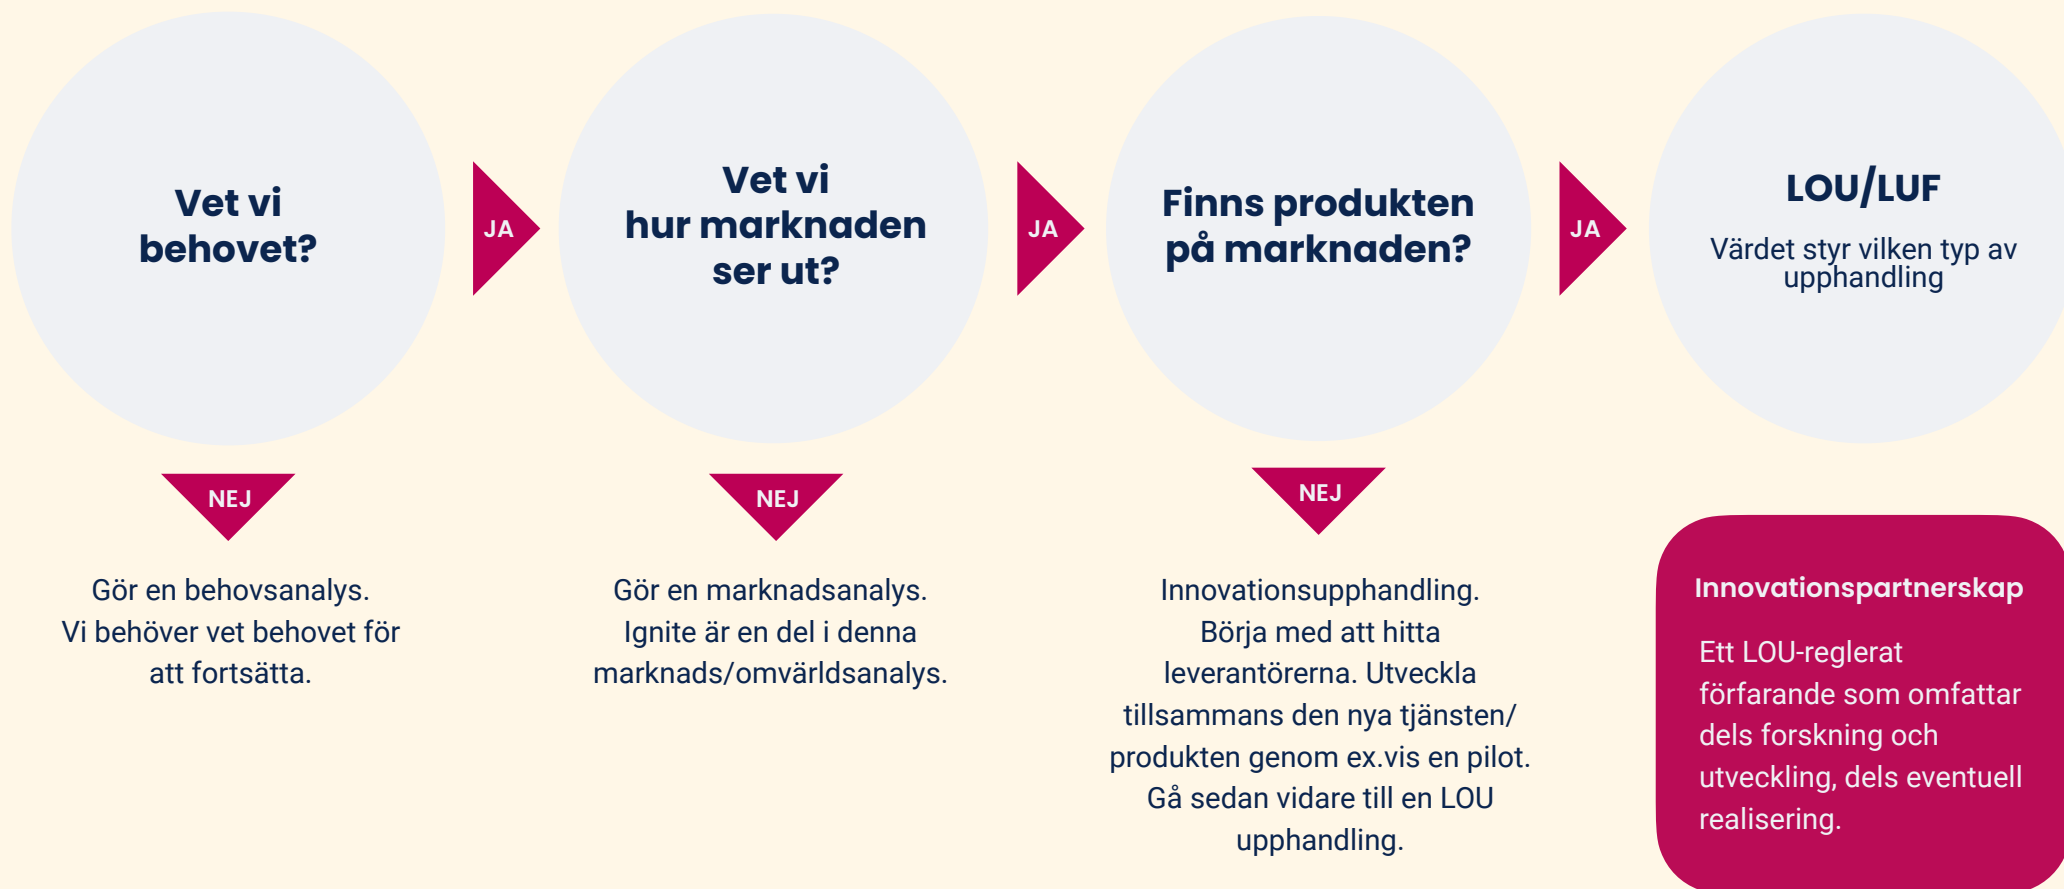 Vet vi
behovet?
JA
Vet vi
hur marknaden
ser ut?
JA
Finns produkten
på marknaden?
JA
LOU/LUF
Värdet styr vilken typ av
upphandling
NEJ
Gör en behovsanalys.
Vi behöver vet behovet för
att fortsätta.
NEJ
Gör en marknadsanalys.
Ignite är en del i denna
marknads/omvärldsanalys.
NEJ
Innovationsupphandling.
Börja med att hitta
leverantörerna. Utveckla
tillsammans den nya tjänsten/
produkten genom ex.vis en pilot.
Gå sedan vidare till en LOU
upphandling.
Innovationspartnerskap
Ett LOU-reglerat
förfarande som omfattar
dels forskning och
utveckling, dels eventuell
realisering.